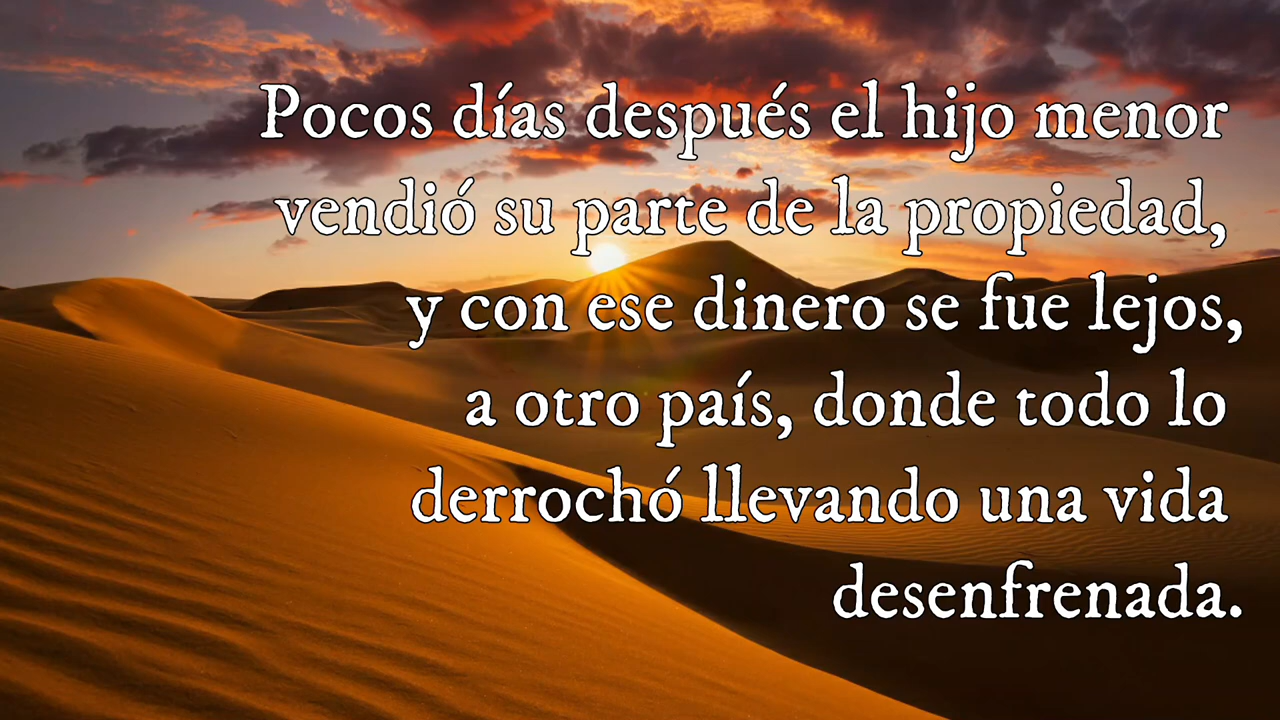 Pocos días después el hijo menor
vendió su parte de la propiedad,
y con ese dinero se fue lejos,
a otro país, donde todo lo
derrochó llevando una vida
desenfrenada.